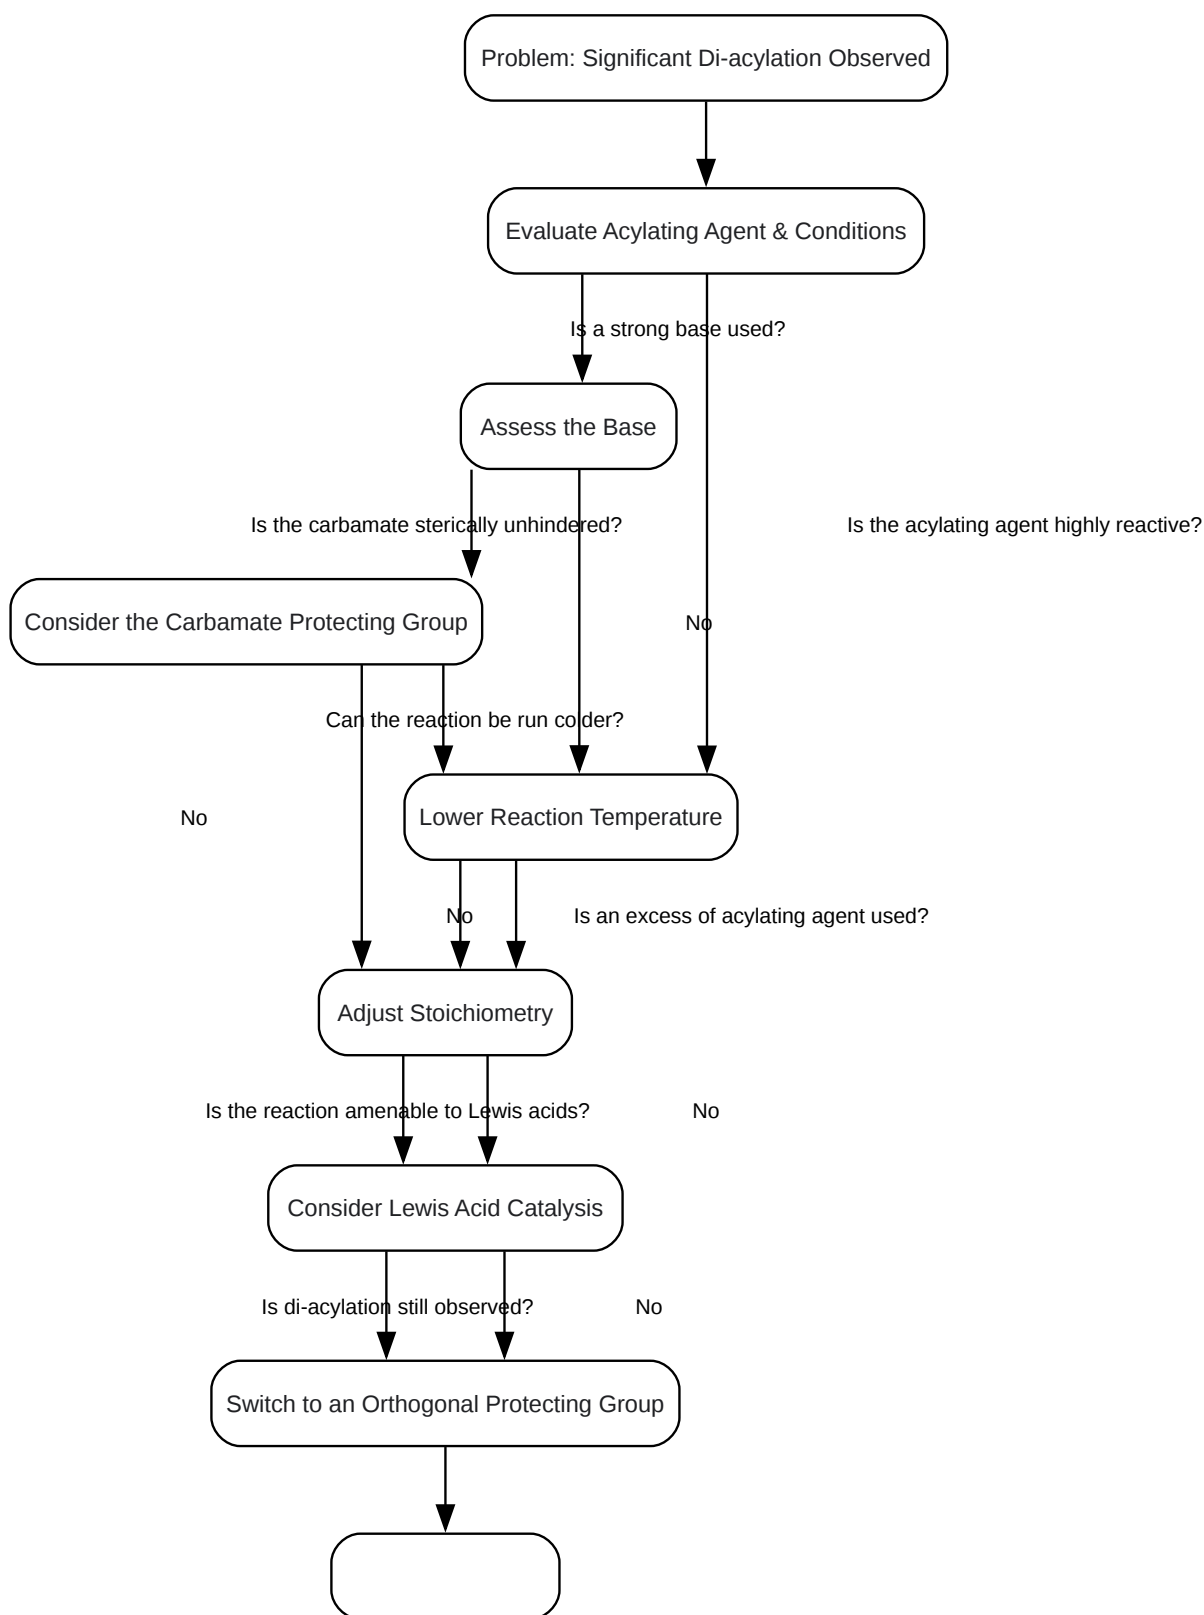 Problem: Significant Di-acylation Observed
Evaluate Acylating Agent & Conditions
Is a strong base used?
Assess the Base
Is the carbamate sterically unhindered?
Is the acylating agent highly reactive?
Consider the Carbamate Protecting Group
No
Can the reaction be run colder?
Lower Reaction Temperature
No
No
Is an excess of acylating agent used?
Adjust Stoichiometry
Is the reaction amenable to Lewis acids?
No
Consider Lewis Acid Catalysis
Is di-acylation still observed?
No
Switch to an Orthogonal Protecting Group